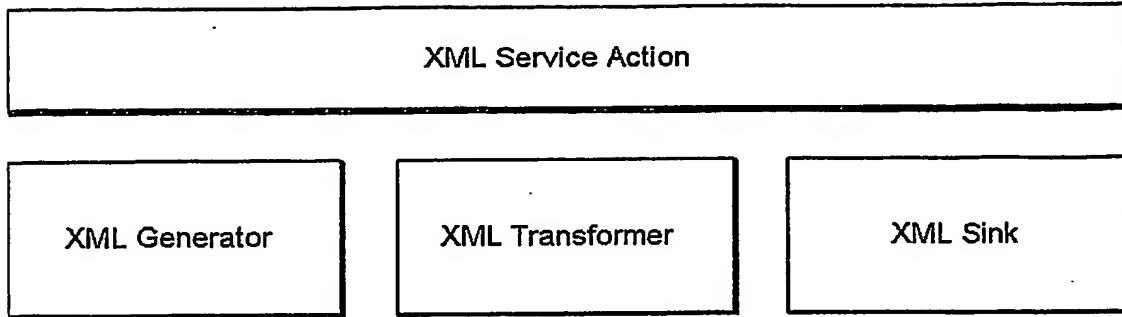 XML Service Action
XML Generator
XML Transformer
XML Sink